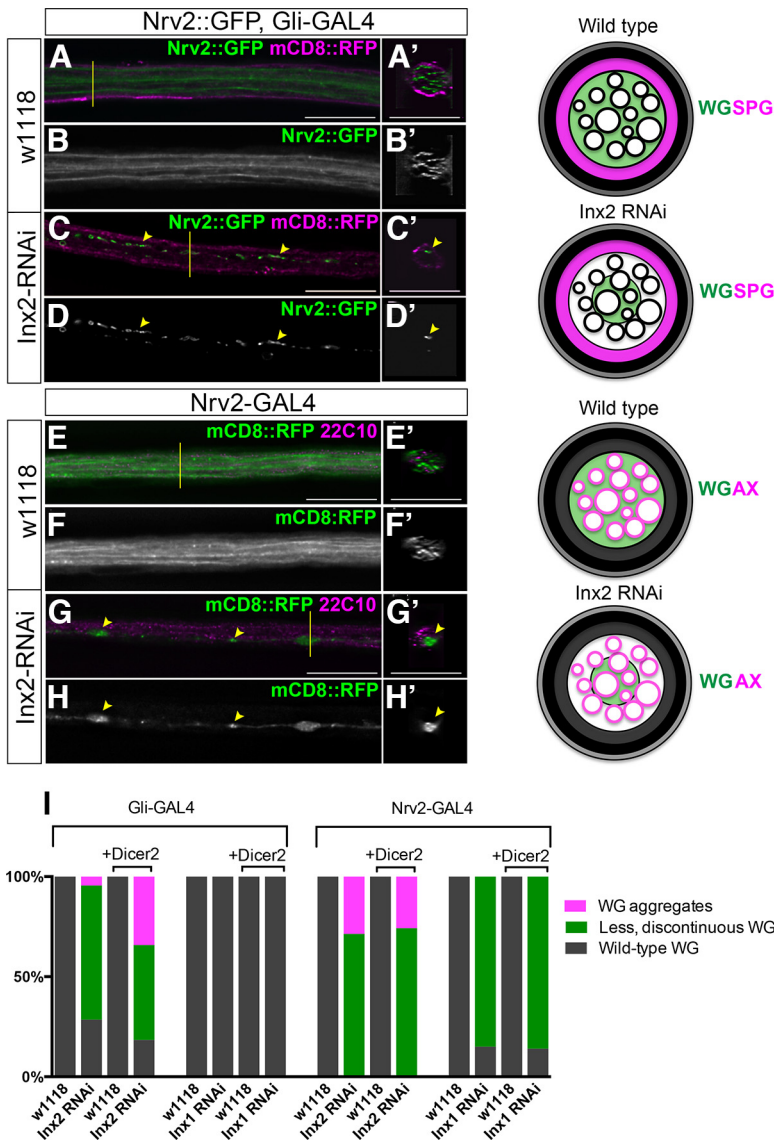 Nrv2::GFP, Gli-GAL4
w1118
A Nrv2::GFP mCD8::RFP A'
B Nrv2::GFP B'
Inx2-RNAi
C Nrv2::GFP mCD8::RFP C'
D Nrv2::GFP D'
Wild type
WGSPG
Inx2 RNAi
WGSPG
Nrv2-GAL4
w1118
E mCD8::RFP 22C10 E'
F mCD8:RFP F'
Inx2-RNAi
G mCD8::RFP 22C10 G'
H mCD8::RFP H'
Wild type
WGAX
Inx2 RNAi
WGAX
I
Gli-GAL4 Nrv2-GAL4
+Dicer2 +Dicer2 +Dicer2 +Dicer2
100%
50%
0%
WG aggregates
Less, discontinuous WG
Wild-type WG
w1118 Inx2 RNAi w1118 Inx2 RNAi w1118 Inx1 RNAi w1118 Inx1 RNAi w1118 Inx2 RNAi w1118 Inx2 RNAi w1118 Inx1 RNAi w1118 Inx1 RNAi